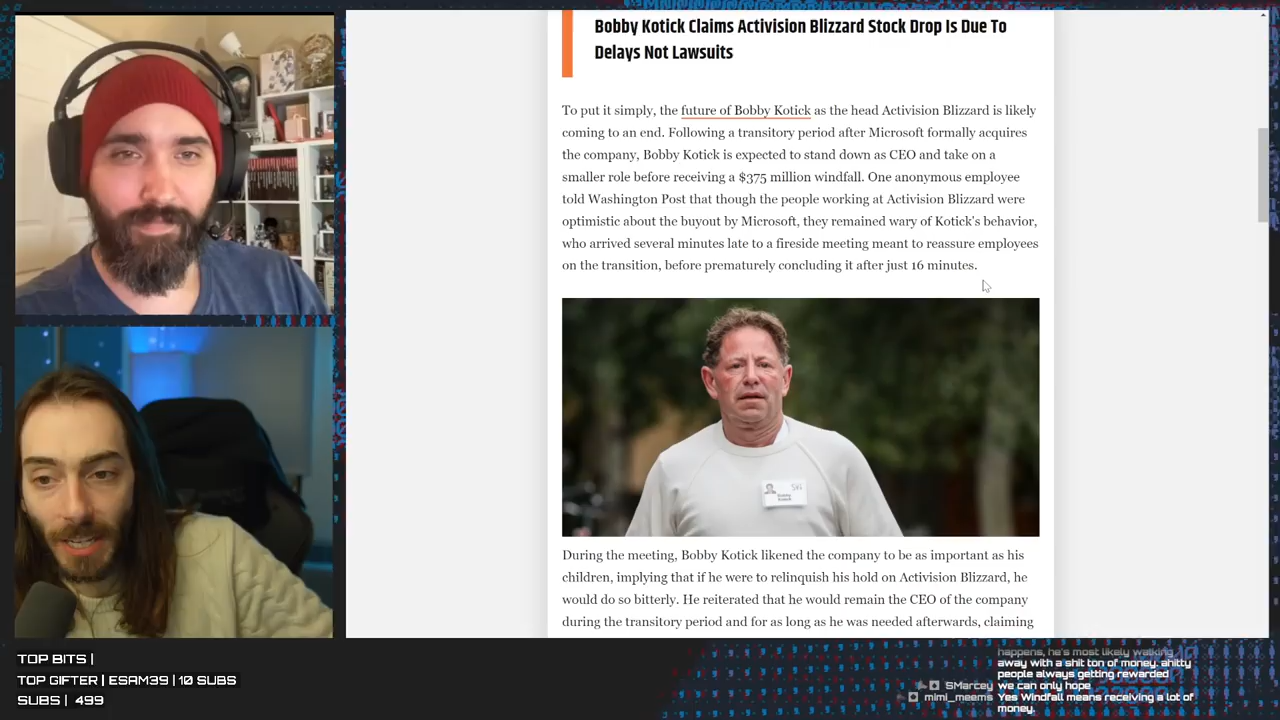 Bobby Kotick Claims Activision Blizzard Stock Drop Is Due To
Delays Not Lawsuits
To put it simply, the future of Bobby Kotick as the head Activision Blizzard is likely
coming to an end. Following a transitory period after Microsoft formally acquires
the company, Bobby Kotick is expected to stand down as CEO and take on a
smaller role before receiving a $375 million windfall. One anonymous employee
told Washington Post that though the people working at Activision Blizzard were
optimistic about the buyout by Microsoft, they remained wary of Kotick's behavior,
who arrived several minutes late to a fireside meeting meant to reassure employees
on the transition, before prematurely concluding it after just 16 minutes.
Bobby
Kotick
During the meeting, Bobby Kotick likened the company to be as important as his
children, implying that if he were to relinquish his hold on Activision Blizzard, he
would do so bitterly. He reiterated that he would remain the CEO of the company
during the transitory period and for as long as he was needed afterwards, claiming
TOP BITS |
TOP GIFTER | ESAM39 | 10 SUBS
SUBS | 499
happens, he's most likely walking
away with a shit ton of money. ahitty
people always getting rewarded
SMarcey we can only hope
mimi_meems Yes Windfall means receiving a lot of
money.